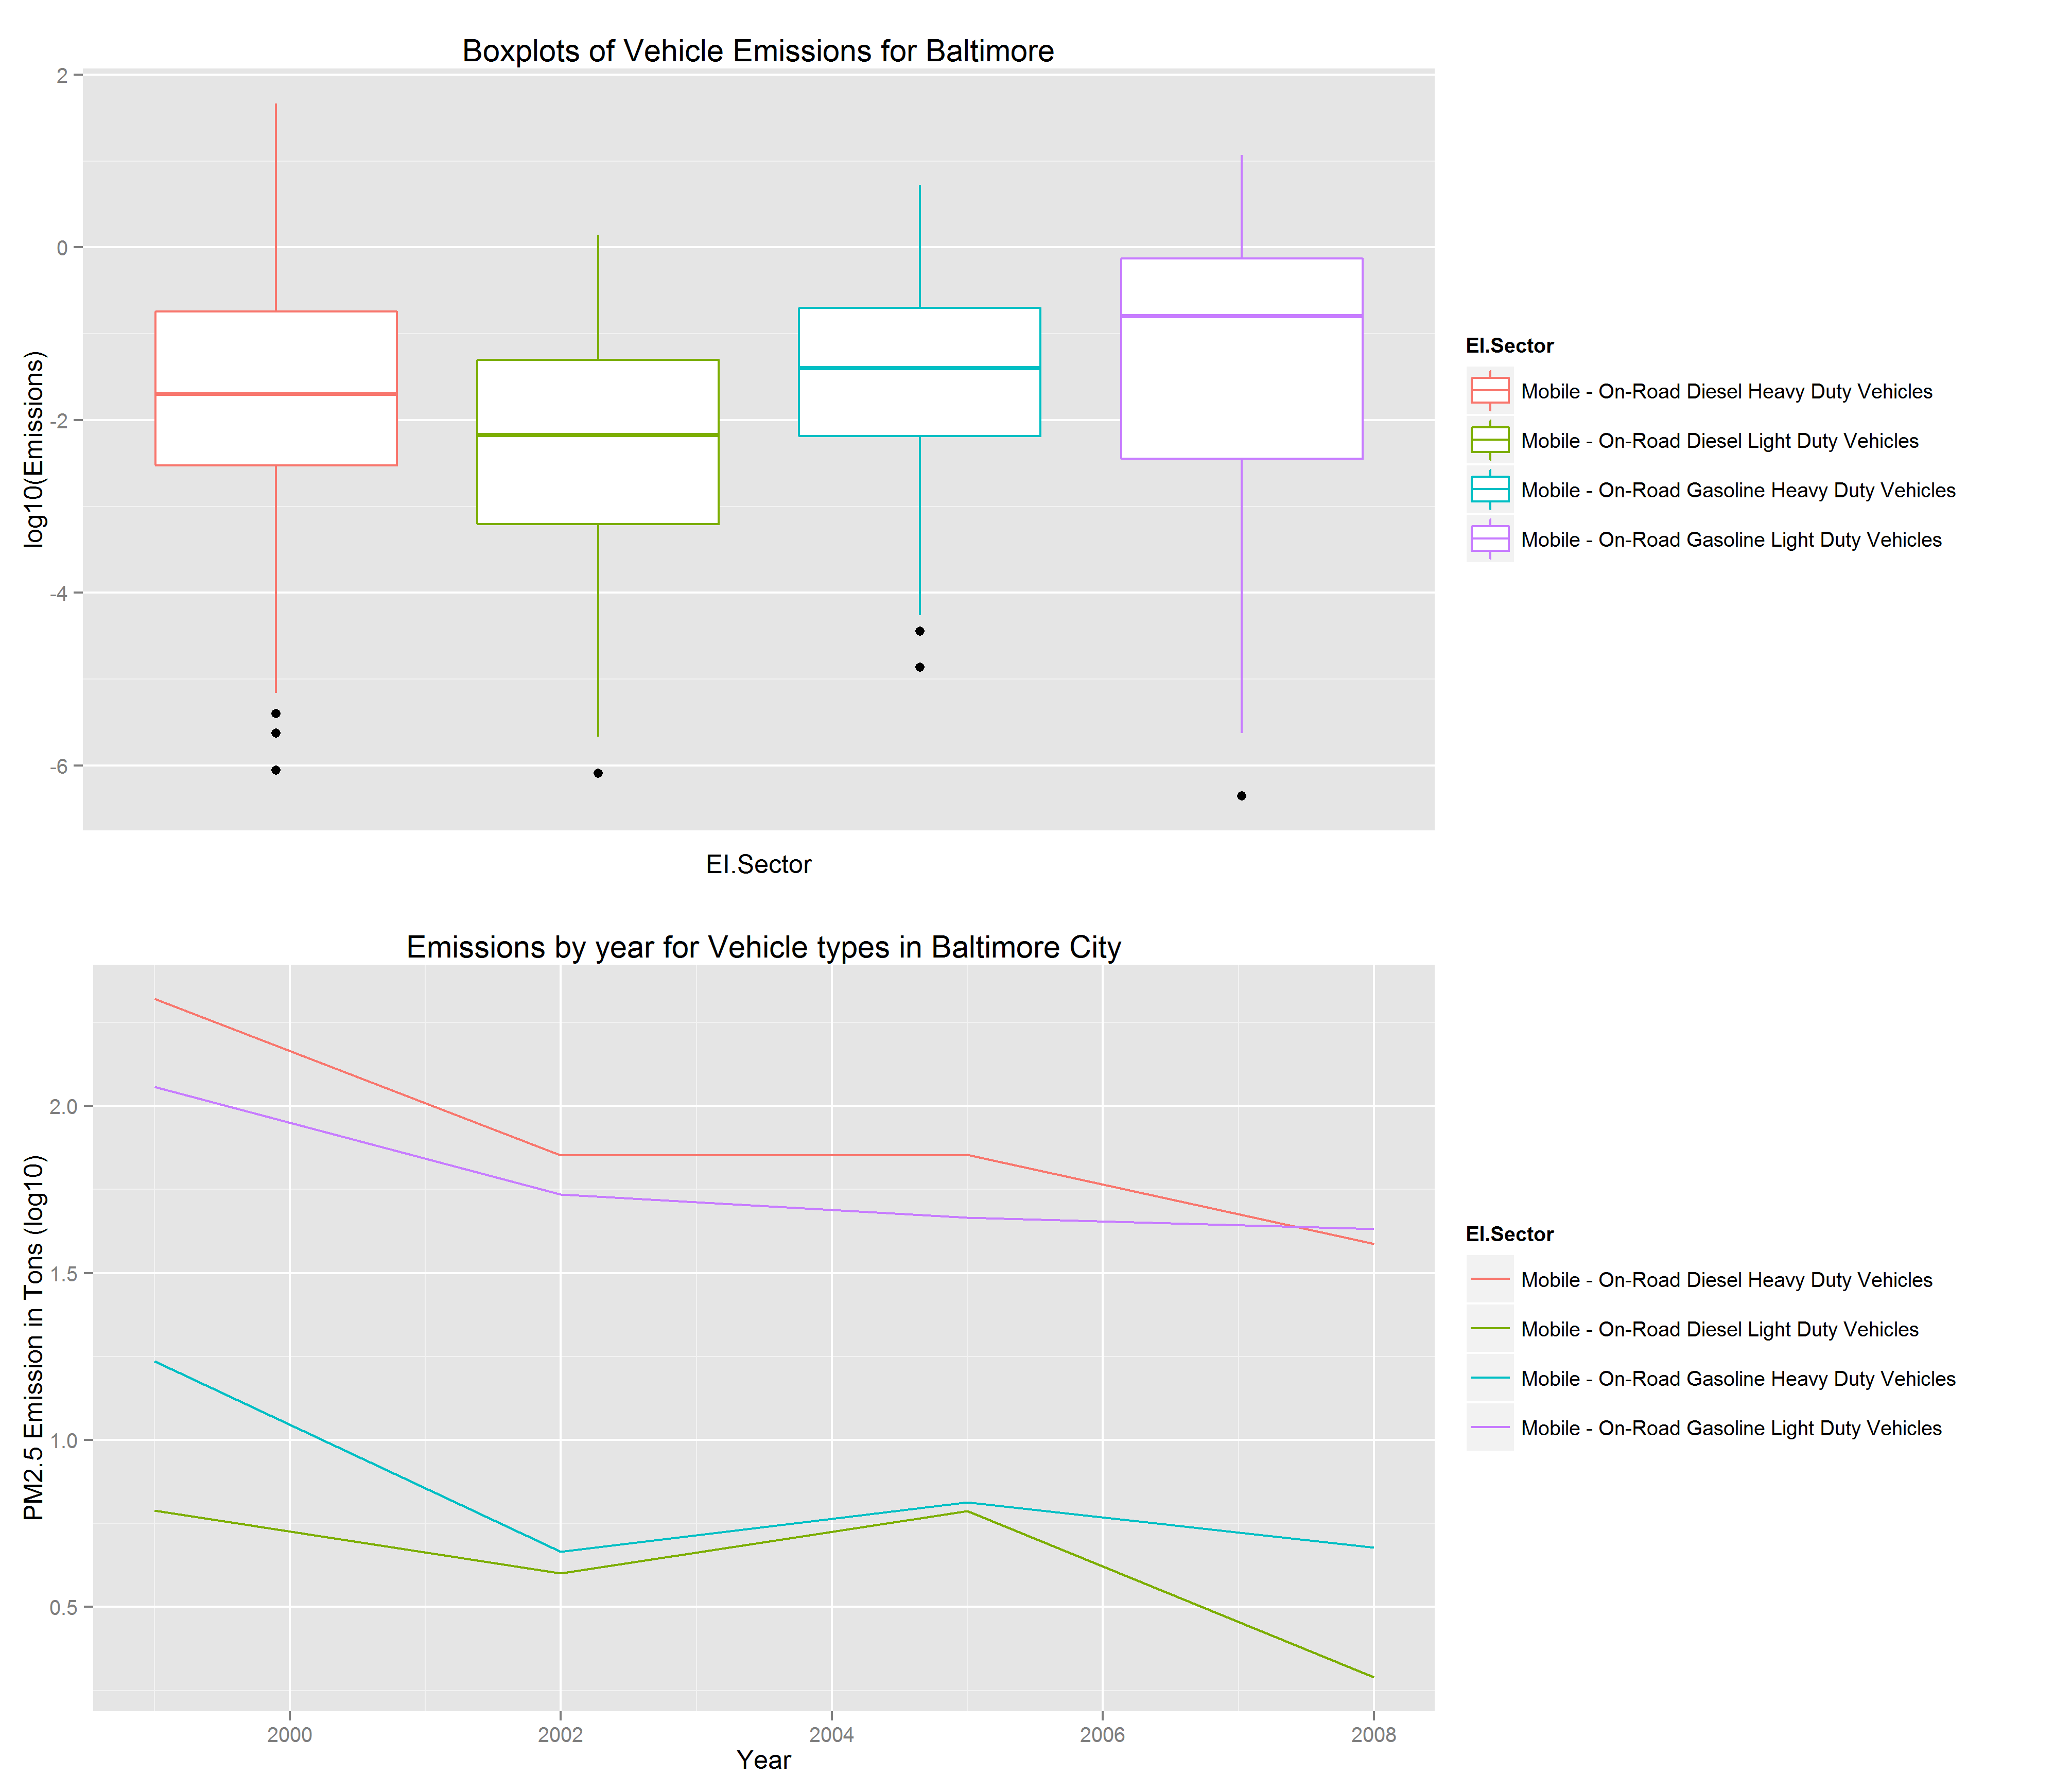 Boxplots of Vehicle Emissions for Baltimore
2
0
-2
-4
-6
log10(Emissions)
EI.Sector
EI.Sector
Mobile - On-Road Diesel Heavy Duty Vehicles
Mobile - On-Road Diesel Light Duty Vehicles
Mobile - On-Road Gasoline Heavy Duty Vehicles
Mobile - On-Road Gasoline Light Duty Vehicles
Emissions by year for Vehicle types in Baltimore City
2.0
1.5
1.0
0.5
PM2.5 Emission in Tons (log10)
2000 2002 2004 2006 2008
Year
EI.Sector
Mobile - On-Road Diesel Heavy Duty Vehicles
Mobile - On-Road Diesel Light Duty Vehicles
Mobile - On-Road Gasoline Heavy Duty Vehicles
Mobile - On-Road Gasoline Light Duty Vehicles